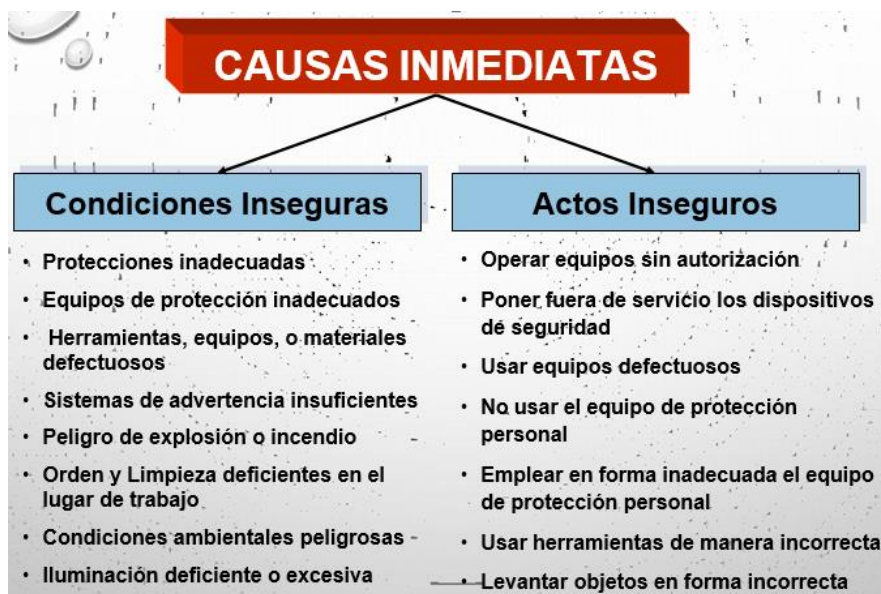 CAUSAS INMEDIATAS
Condiciones Inseguras
• Protecciones inadecuadas
• Equipos de protección inadecuados
• Herramientas, equipos, o materiales
defectuosos
• Sistemas de advertencia insuficientes
• Peligro de explosión o incendio
• Orden y Limpieza deficientes en el
lugar de trabajo
• Condiciones ambientales peligrosas
• Iluminación deficiente o excesiva
Actos Inseguros
• Operar equipos sin autorización
• Poner fuera de servicio los dispositivos
de seguridad
• Usar equipos defectuosos
• No usar el equipo de protección
personal
• Emplear en forma inadecuada el equipo
de protección personal
• Usar herramientas de manera incorrecta
• Levantar objetos en forma incorrecta